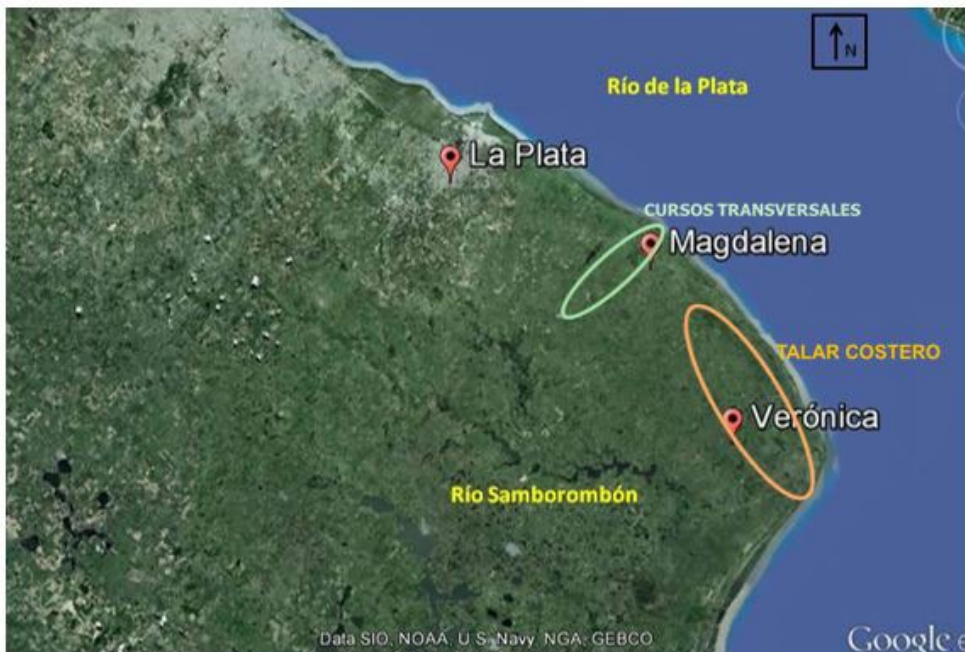 N
Río de la Plata
La Plata
CURSOS TRANSVERSALES
Magdalena
TALAR COSTERO
Verónica
Río Samborombón
Data SIO, NOAA, U.S. Navy, NGA, GEBCO
Google e